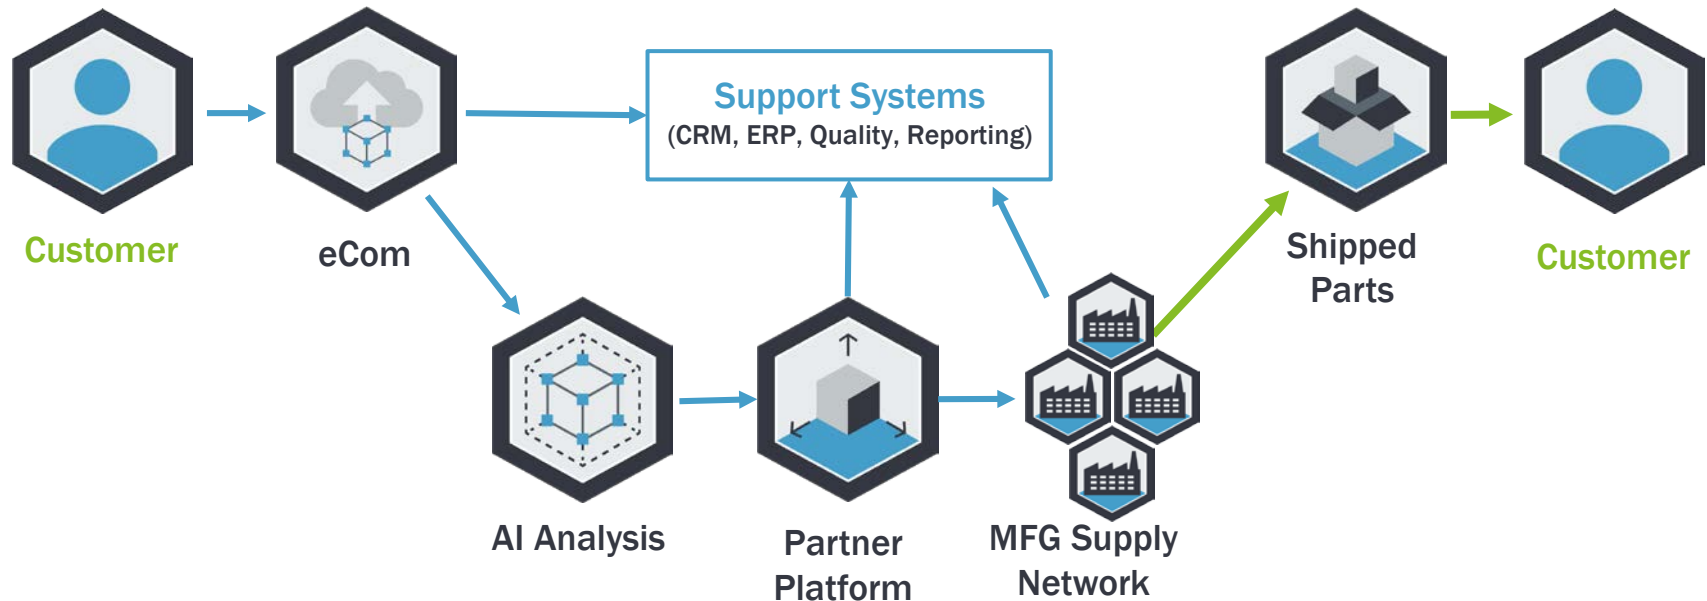 Support Systems
(CRM, ERP, Quality, Reporting)
Customer
eCom
Shipped
Parts
Customer
AI Analysis
Partner
Platform
MFG Supply
Network